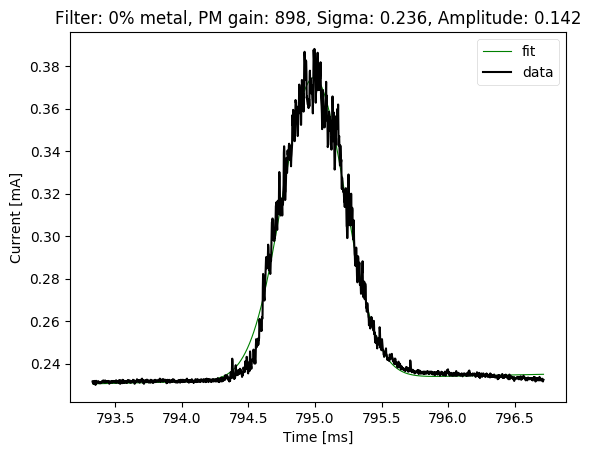 Filter: 0% metal, PM gain: 898, Sigma: 0.236, Amplitude: 0.142
fit
data
0.38
0.36
0.34
0.32
0.30
0.28
0.26
0.24
Current [mA]
793.5 794.0 794.5 795.0 795.5 796.0 796.5
Time [ms]